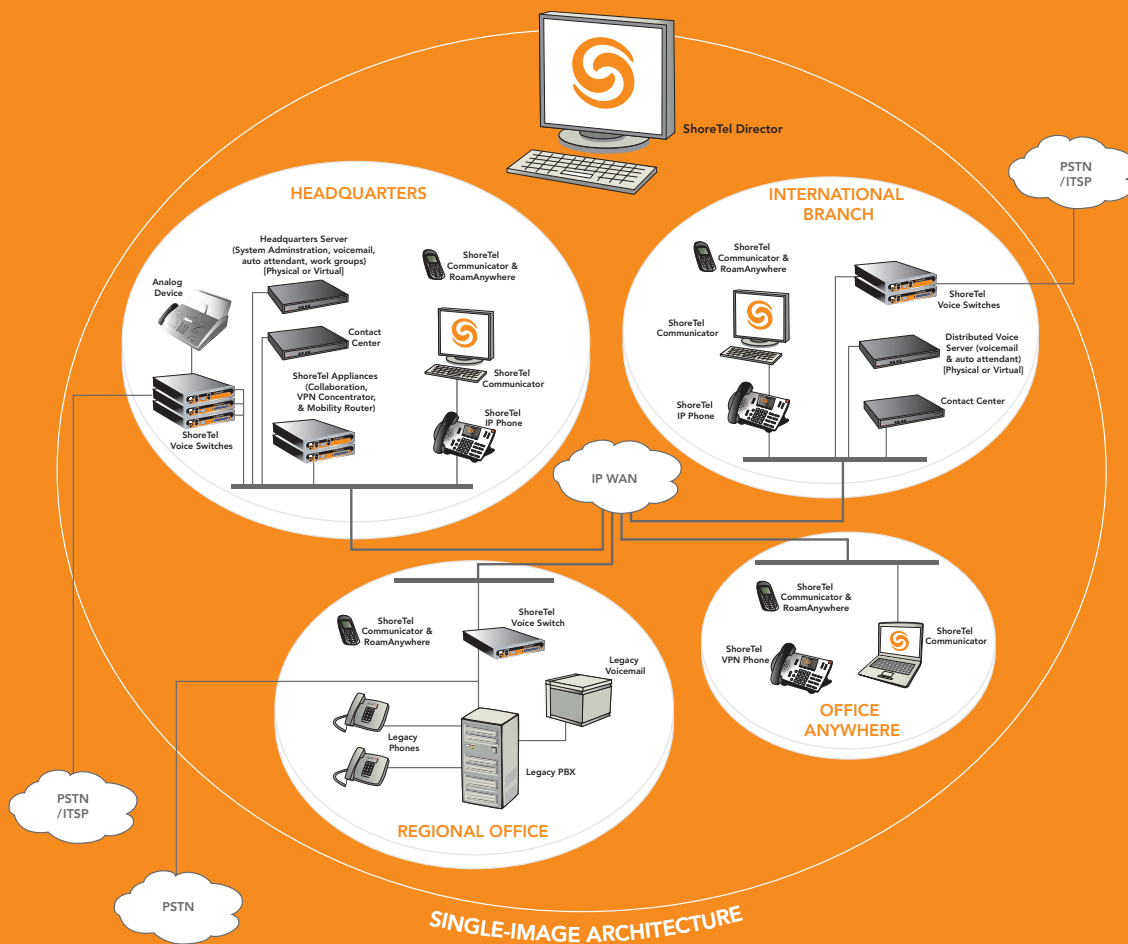 ShoreTel Director
HEADQUARTERS
Headquarters Server
(System Adminstration, voicemail,
auto attendant, work groups)
[Physical or Virtual]
ShoreTel
Communicator &
RoamAnywhere
Analog
Device
Contact
Center
ShoreTel
Communicator
ShoreTel Appliances
(Collaboration,
VPN Concentrator,
& Mobility Router)
ShoreTel
IP Phone
ShoreTel
Voice Switches
INTERNATIONAL
BRANCH
ShoreTel
Communicator &
RoamAnywhere
ShoreTel
Voice Switches
ShoreTel
Communicator
Distributed Voice
Server (voicemail
& auto attendant)
[Physical or Virtual]
ShoreTel
IP Phone
Contact Center
PSTN
/ITSP
IP WAN
ShoreTel
Communicator &
RoamAnywhere
ShoreTel
Voice Switch
Legacy
Voicemail
Legacy
Phones
Legacy PBX
REGIONAL OFFICE
ShoreTel
Communicator &
RoamAnywhere
ShoreTel
VPN Phone
ShoreTel
Communicator
OFFICE
ANYWHERE
PSTN
/ITSP
PSTN
SINGLE-IMAGE ARCHITECTURE